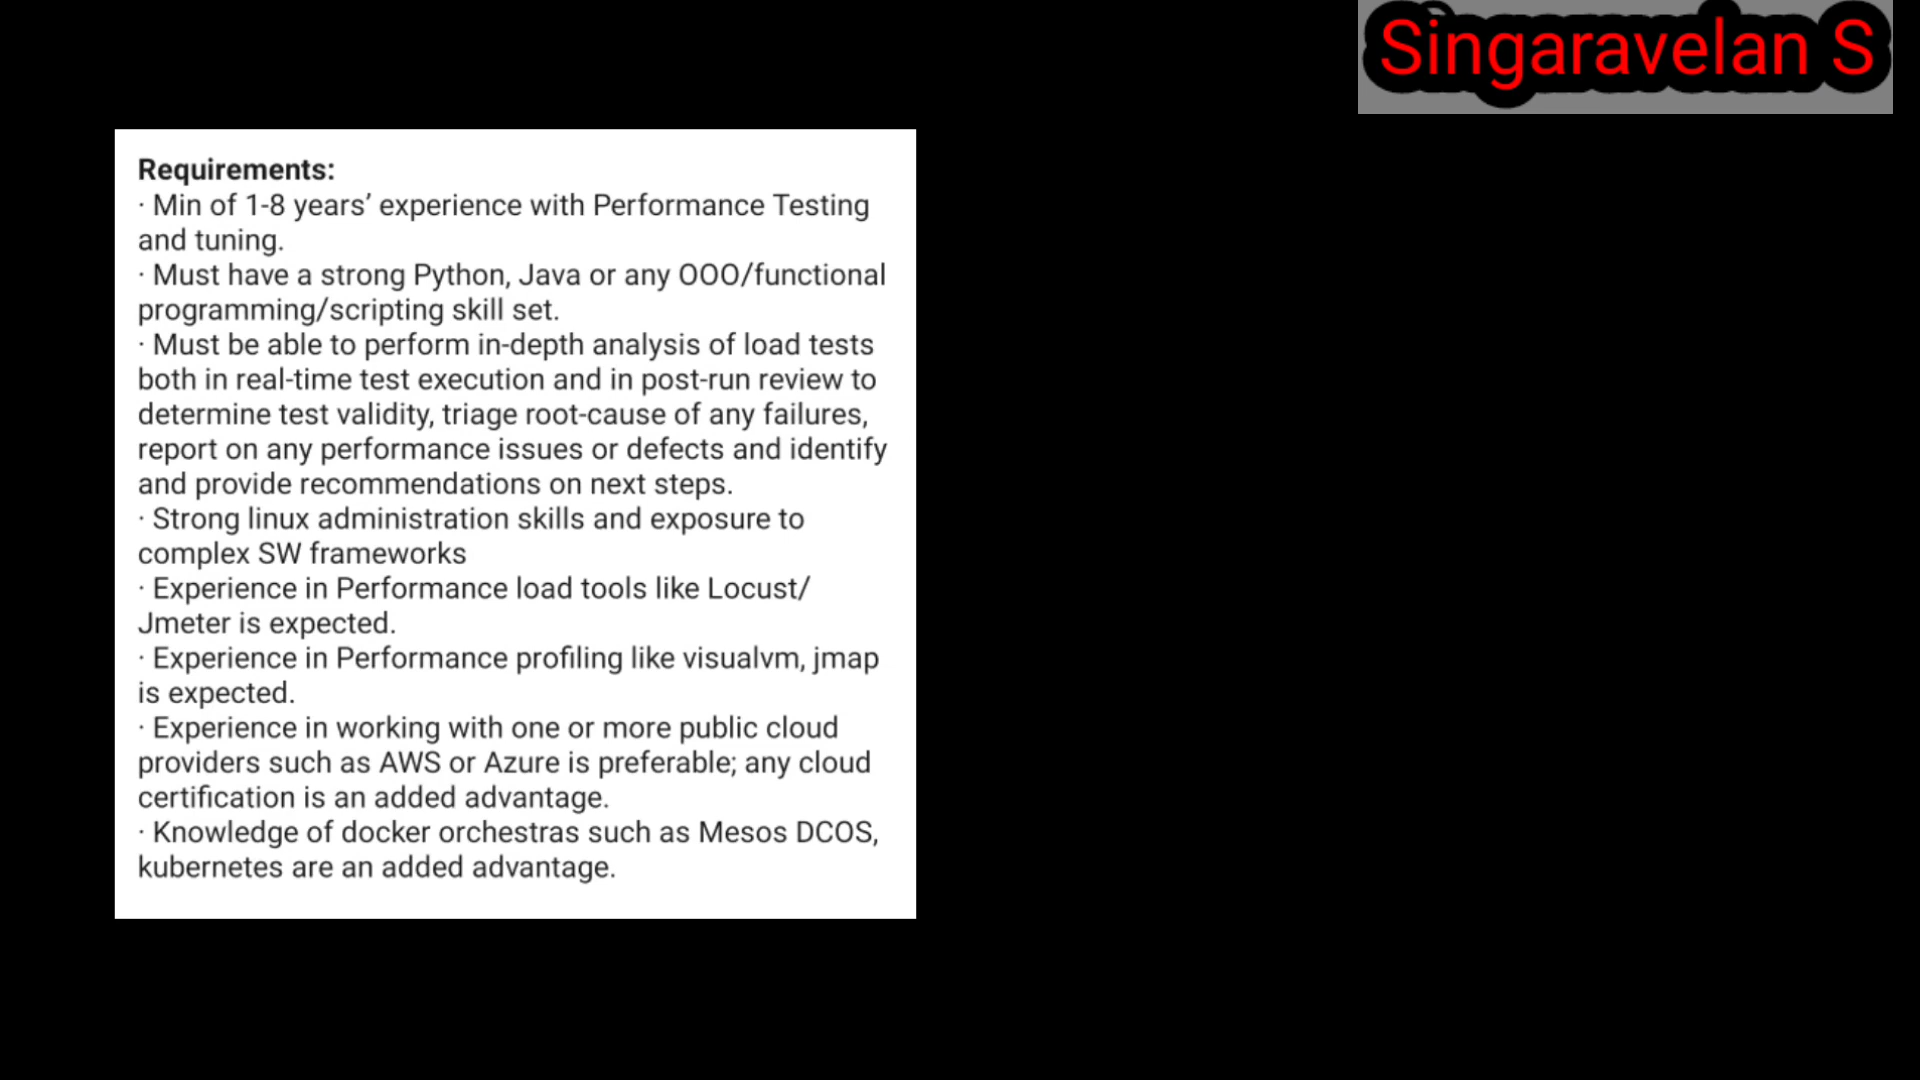 Singaravelan S
Requirements:
· Min of 1-8 years’ experience with Performance Testing
and tuning.
· Must have a strong Python, Java or any OOO/functional
programming/scripting skill set.
· Must be able to perform in-depth analysis of load tests
both in real-time test execution and in post-run review to
determine test validity, triage root-cause of any failures,
report on any performance issues or defects and identify
and provide recommendations on next steps.
· Strong linux administration skills and exposure to
complex SW frameworks
· Experience in Performance load tools like Locust/
Jmeter is expected.
· Experience in Performance profiling like visualvm, jmap
is expected.
· Experience in working with one or more public cloud
providers such as AWS or Azure is preferable; any cloud
certification is an added advantage.
· Knowledge of docker orchestras such as Mesos DCOS,
kubernetes are an added advantage.